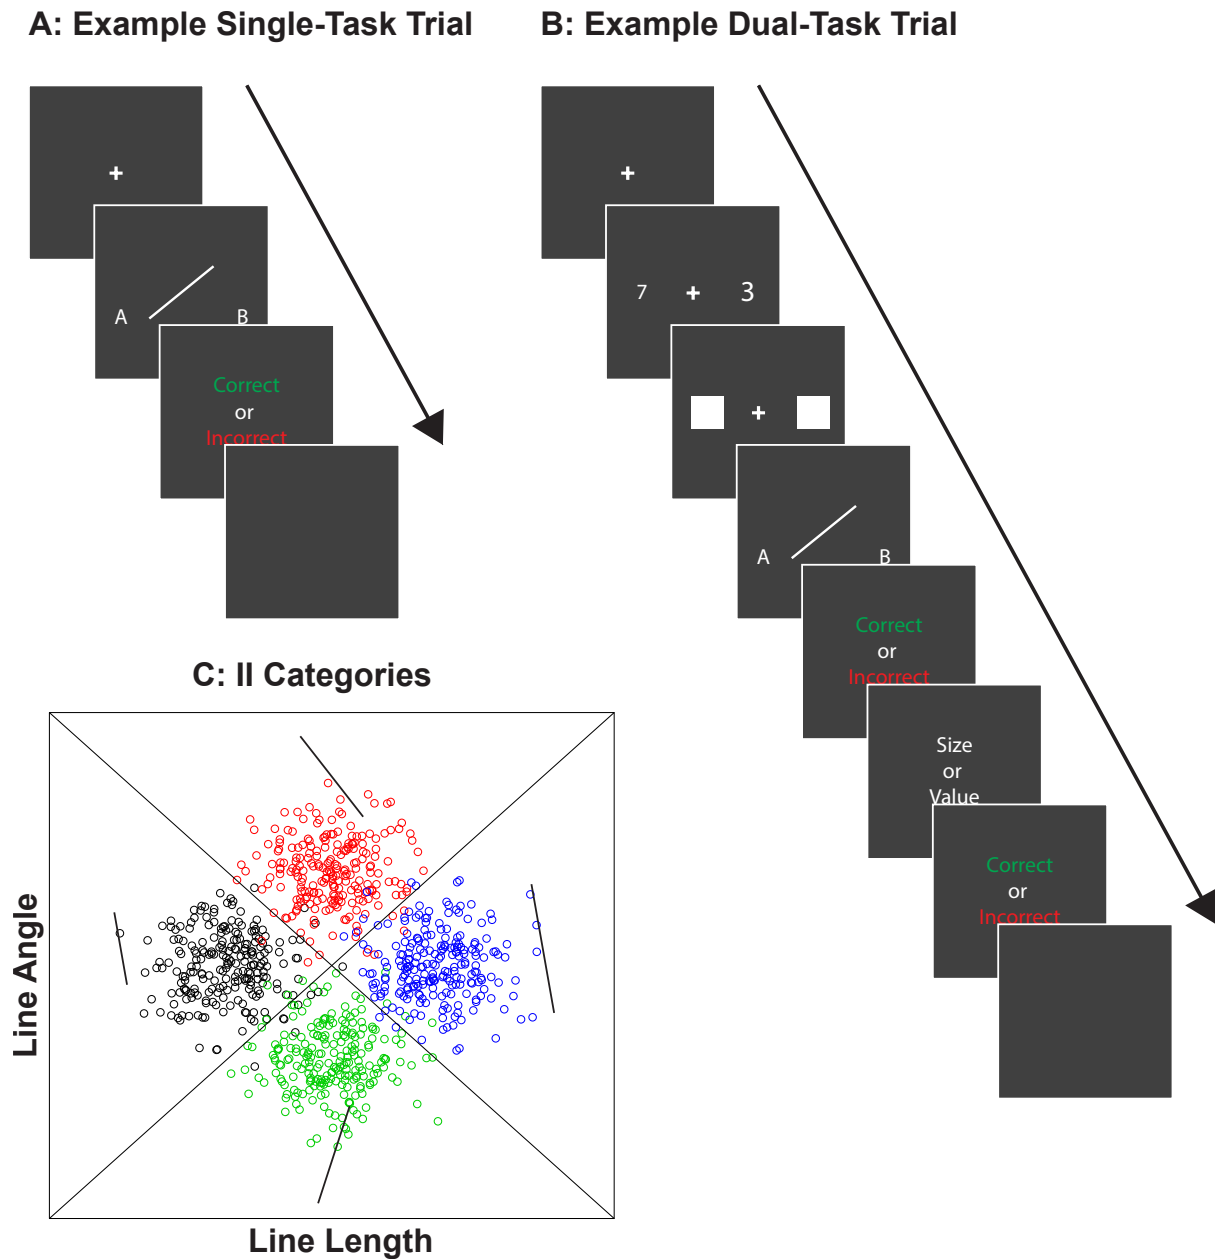 A: Example Single-Task Trial
+
A
B
Correct
or
Incorrect
B: Example Dual-Task Trial
+
7 + 3
+
A
B
Correct
or
Incorrect
Size
or
Value
Correct
or
Incorrect
C: II Categories
Line Angle
Line Length